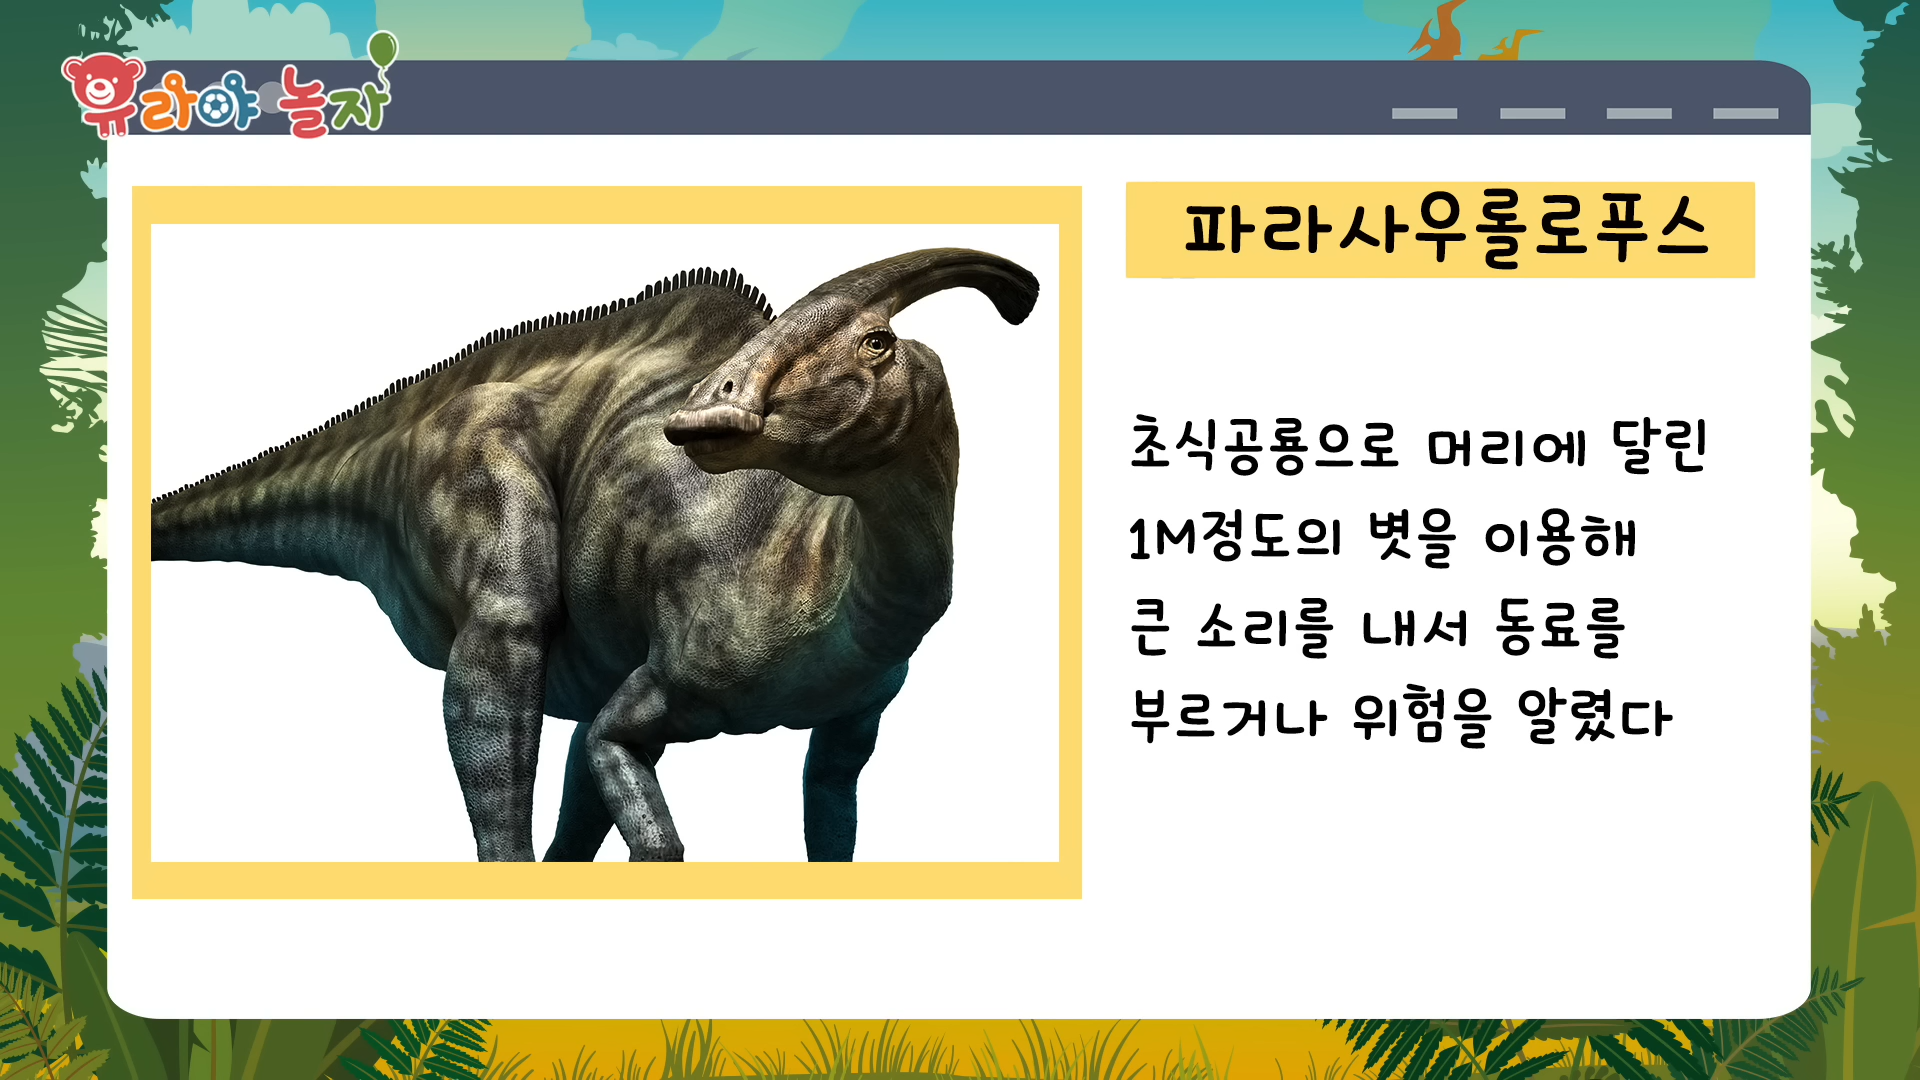 유라야 놀자
파라사우롤로푸스
초식공룡으로 머리에 달린
1M정도의 볏을 이용해
큰 소리를 내서 동료를
부르거나 위험을 알렸다